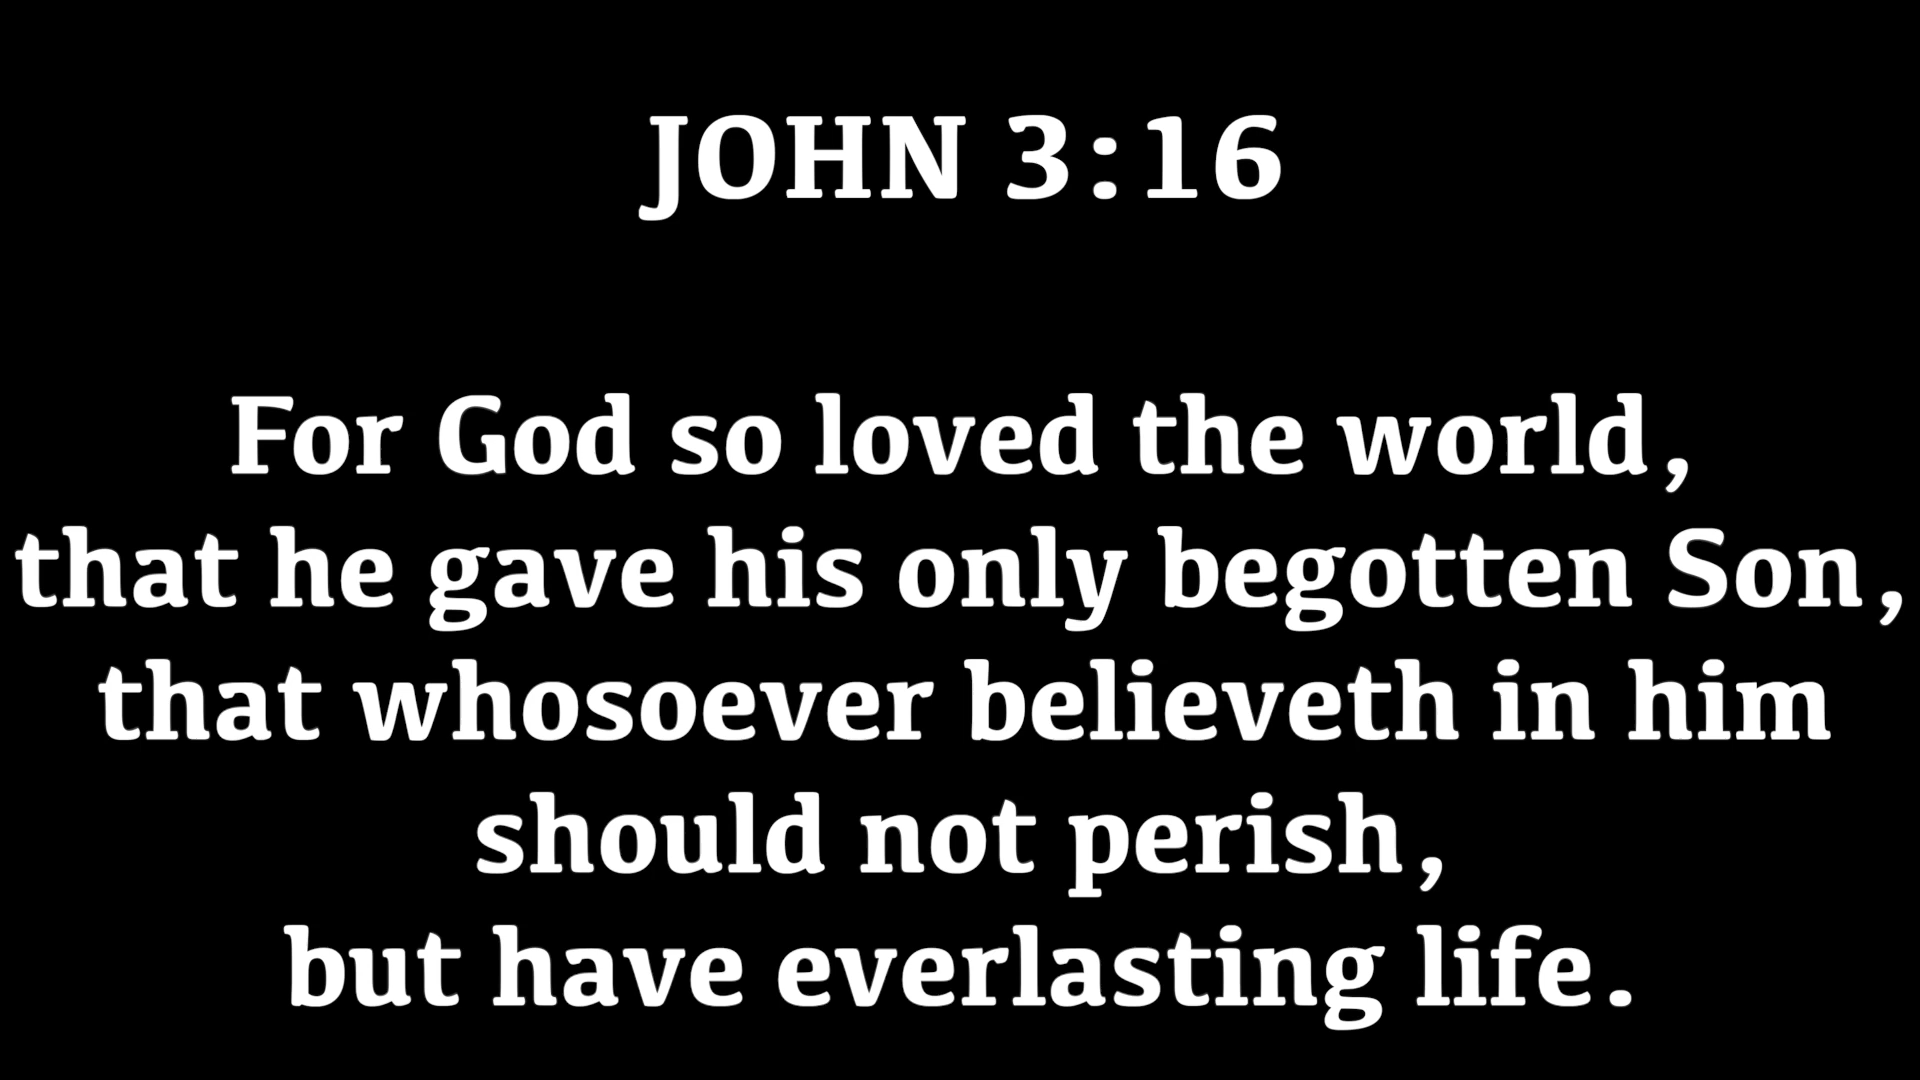 JOHN 3:16
For God so loved the world,
that he gave his only begotten Son,
that whosoever believeth in him
should not perish,
but have everlasting life.